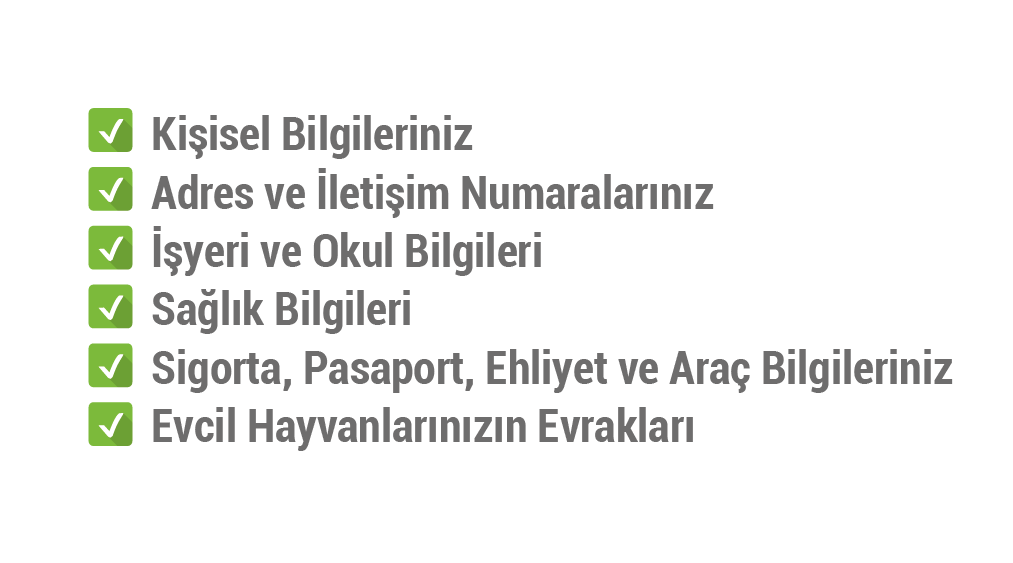 Kişisel Bilgileriniz
Adres ve İletişim Numaralarınız
İşyeri ve Okul Bilgileri
Sağlık Bilgileri
Sigorta, Pasaport, Ehliyet ve Araç Bilgileriniz
Evcil Hayvanlarınızın Evrakları